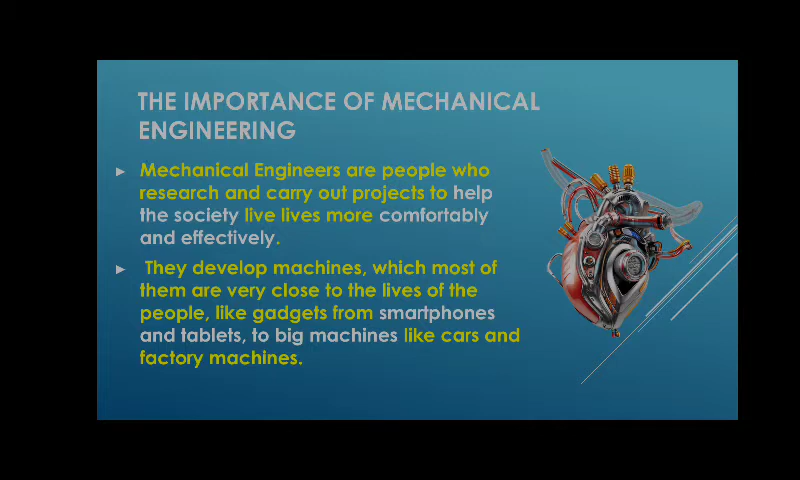 THE IMPORTANCE OF MECHANICAL
ENGINEERING
Mechanical Engineers are people who
research and carry out projects to help
the society live lives more comfortably
and effectively.
They develop machines, which most of
them are very close to the lives of the
people, like gadgets from smartphones
and tablets, to big machines like cars and
factory machines.